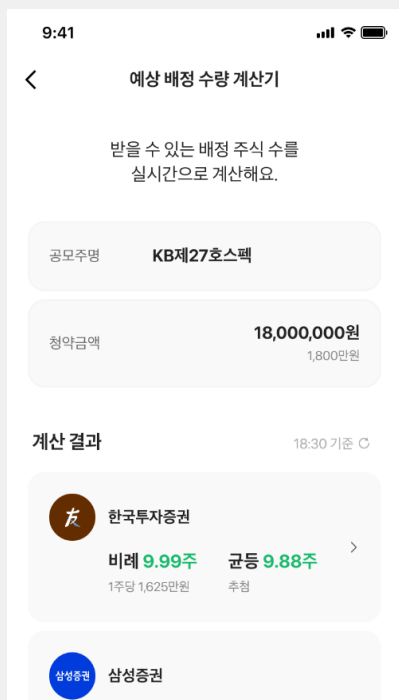 9:41
예상 배정 수량 계산기
받을 수 있는 배정 주식 수를
실시간으로 계산해요.
공모주명 KB제27호스펙
청약금액 18,000,000원
1,800만원
계산 결과 18:30 기준
友
한국투자증권
비례 9.99주 균등 9.88주
1주당 1,625만원 추첨
삼성증권 삼성증권